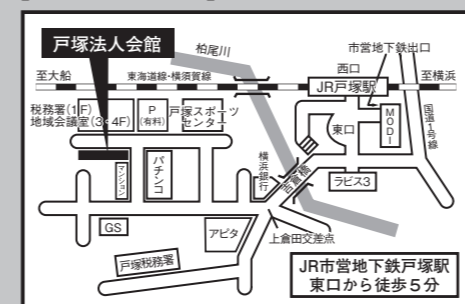 戸塚法人会館
柏尾川
市営地下鉄出口
至大船
東海道線・横須賀線
西口
JR戸塚駅
至横浜
税務署(1F)
地域会議室(3・4F)
P
(有料)
戸塚スポーツ
センター
東口
MODI
国道1号線
マンション
パチンコ
横浜銀行
吉倉橋
ラピス3
GS
アピタ
上倉田交差点
戸塚税務署
JR市営地下鉄戸塚駅
東口から徒歩5分